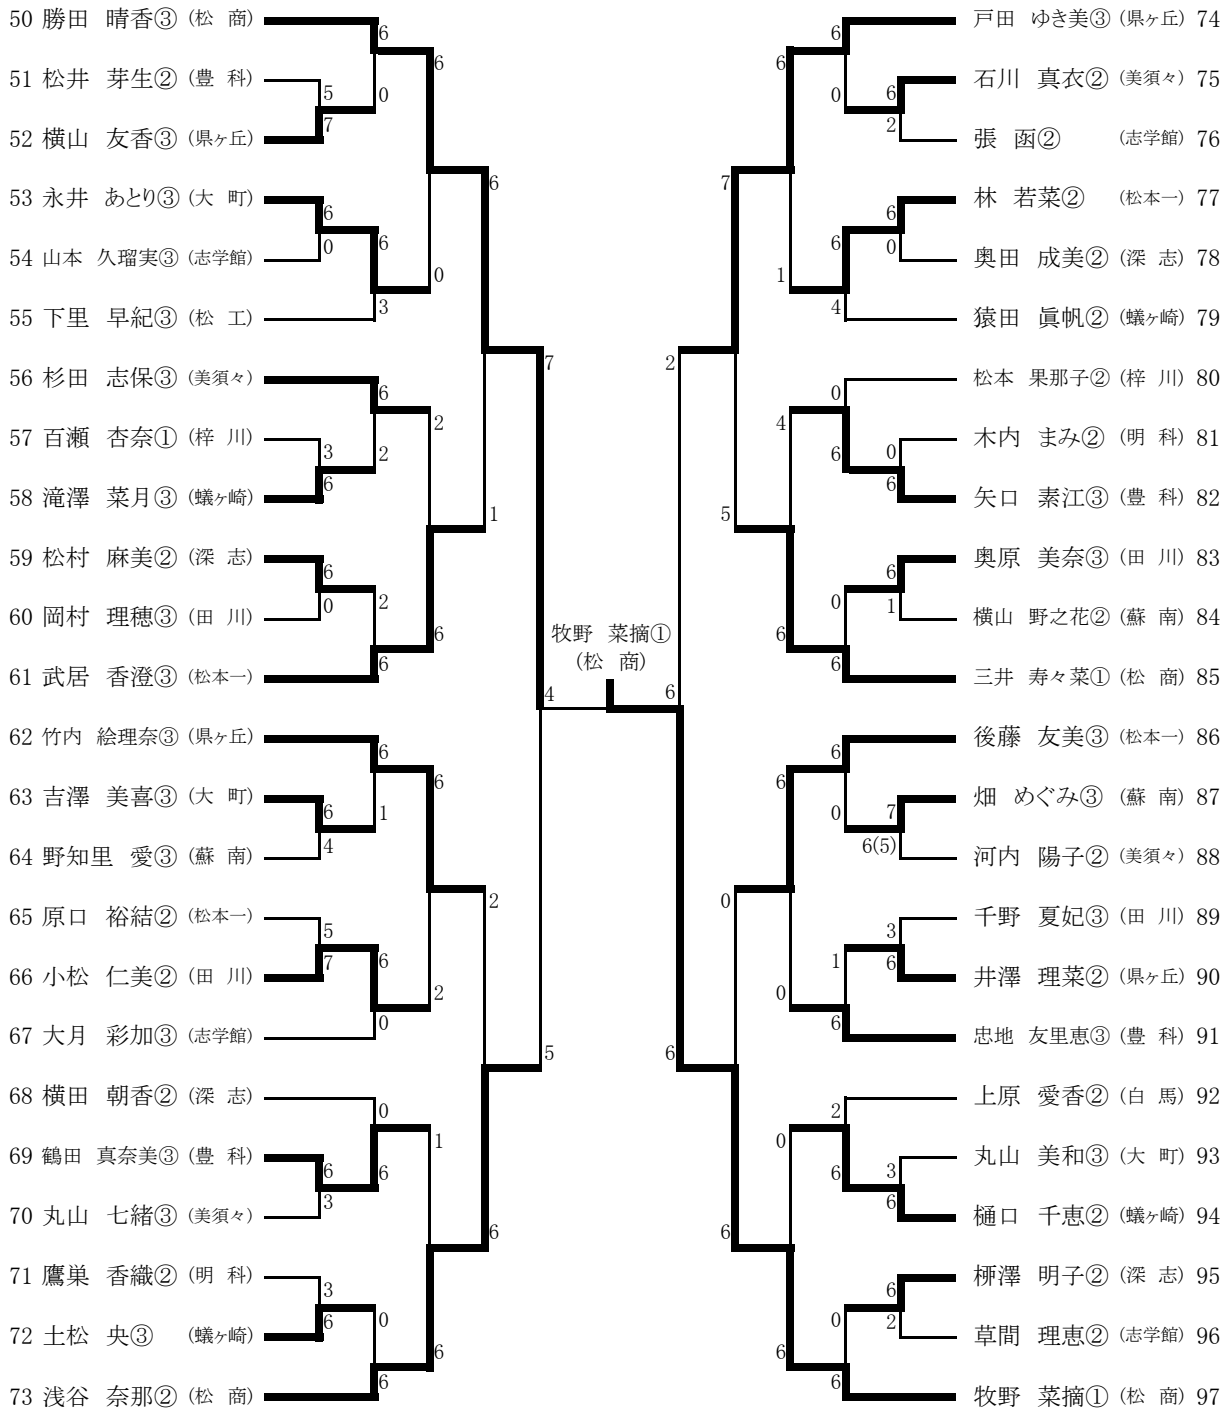 50 勝田 晴香③ (松 商)
51 松井 芽生② (豊 科)
52 横山 友香③ (県ヶ丘)
53 永井 あとり③ (大 町)
54 山本 久瑠実③ (志学館)
55 下里 早紀③ (松 工)
56 杉田 志保③ (美須々)
57 百瀬 杏奈① (梓 川)
58 滝澤 菜月③ (蟻ヶ崎)
59 松村 麻美② (深 志)
60 岡村 理穂③ (田 川)
61 武居 香澄③ (松本一)
62 竹内 絵理奈③ (県ヶ丘)
63 吉澤 美喜③ (大 町)
64 野知里 愛③ (蘇 南)
65 原口 裕結② (松本一)
66 小松 仁美② (田 川)
67 大月 彩加③ (志学館)
68 横田 朝香② (深 志)
69 鶴田 真奈美③ (豊 科)
70 丸山 七緒③ (美須々)
71 鷹巣 香織② (明 科)
72 土松 央③ (蟻ヶ崎)
73 浅谷 奈那② (松 商)
5
7
6
0
3
6
6
0
6
4
5
7
6
3
3
6
6
0
6
3
6
2
2
6
6
1
6
0
0
6
0
6
6
0
2
6
6
2
1
6
6
1
2
6
7
5
4
牧野 菜摘①
(松 商)
6
2
6
7
5
0
6
6
1
4
6
6
0
0
6
6
0
6
4
0
6
0
6
6
0
1
6
2
6
0
6
6
2
6
0
0
6
6
1
7
6(5)
3
6
3
6
6
2
戸田 ゆき美③ (県ヶ丘) 74
石川 真衣② (美須々) 75
張 函② (志学館) 76
林 若菜② (松本一) 77
奥田 成美② (深 志) 78
猿田 眞帆② (蟻ヶ崎) 79
松本 果那子② (梓 川) 80
木内 まみ② (明 科) 81
矢口 素江③ (豊 科) 82
奥原 美奈③ (田 川) 83
横山 野之花② (蘇 南) 84
三井 寿々菜① (松 商) 85
後藤 友美③ (松本一) 86
畑 めぐみ③ (蘇 南) 87
河内 陽子② (美須々) 88
千野 夏妃③ (田 川) 89
井澤 理菜② (県ヶ丘) 90
忠地 友里恵③ (豊 科) 91
上原 愛香② (白 馬) 92
丸山 美和③ (大 町) 93
樋口 千恵② (蟻ヶ崎) 94
栁澤 明子② (深 志) 95
草間 理恵② (志学館) 96
牧野 菜摘① (松 商) 97